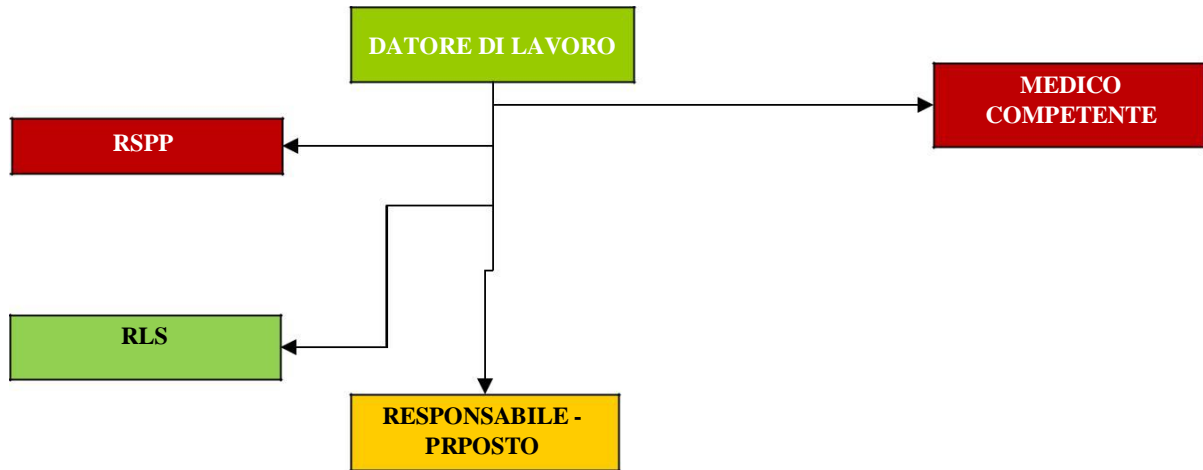 DATORE DI LAVORO
MEDICO
COMPETENTE
RSPP
RLS
RESPONSABILE -
PRPOSTO